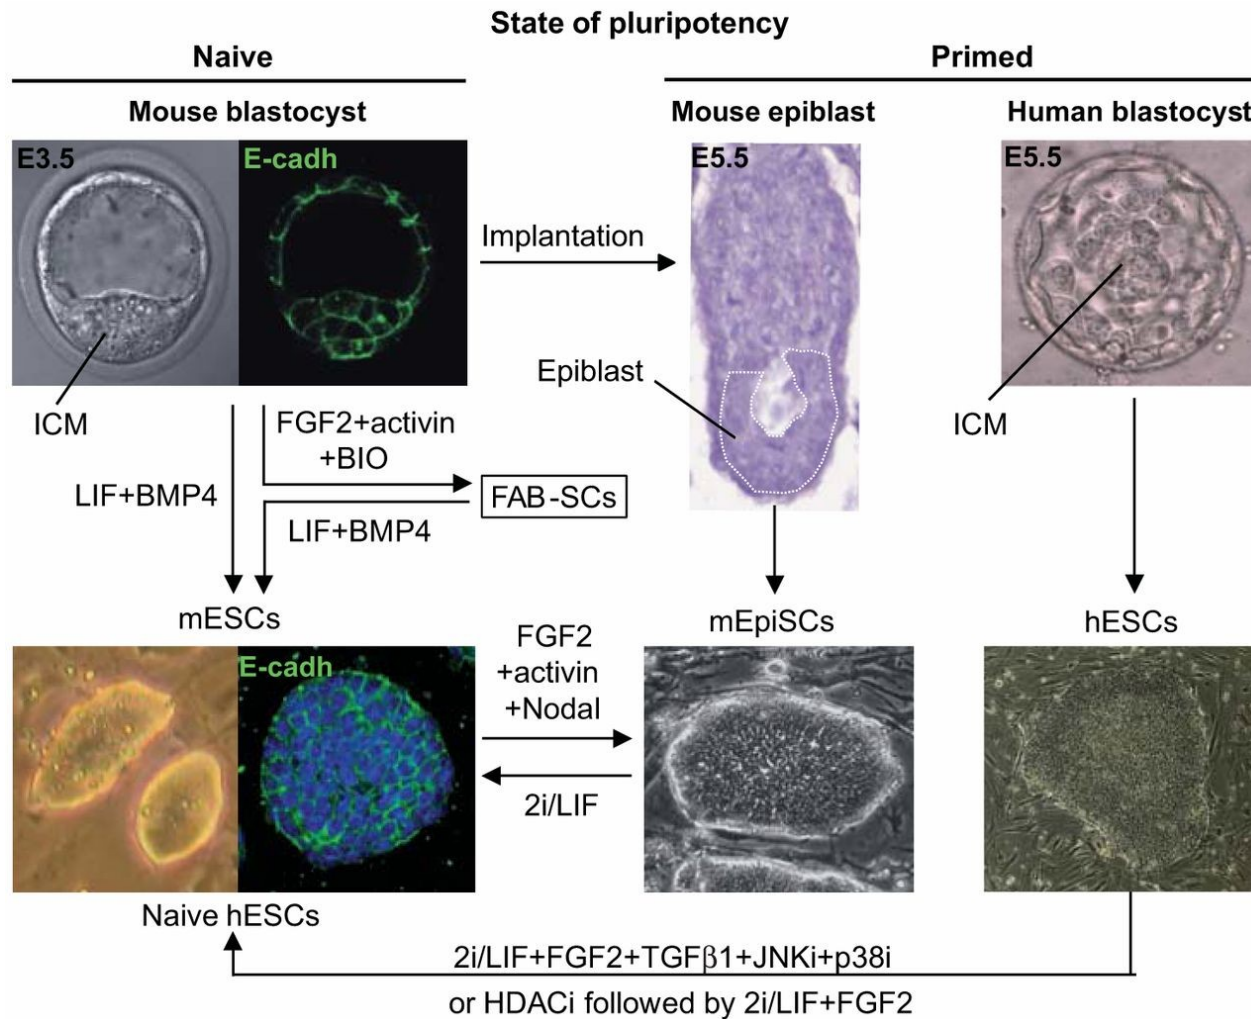 State of pluripotency
Naive
Primed
Mouse blastocyst
Mouse epiblast
Human blastocyst
E3.5
E-cadh
E5.5
E5.5
Implantation
Epiblast
ICM
ICM
FGF2+activin
+BIO
LIF+BMP4
FAB-SCs
LIF+BMP4
mESCs
mEpiSCs
hESCs
E-cadh
FGF2
+activin
+Nodal
2i/LIF
Naive hESCs
2i/LIF+FGF2+TGFβ1+JNKi+p38i
or HDACi followed by 2i/LIF+FGF2